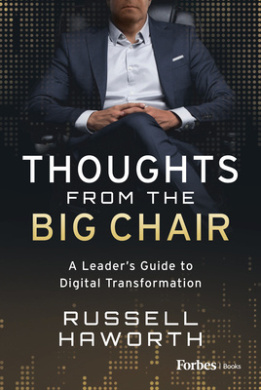 THOUGHTS
FROM THE
BIG CHAIR
A Leader's Guide to
Digital Transformation
RUSSELL
HAWORTH
Forbes | Books